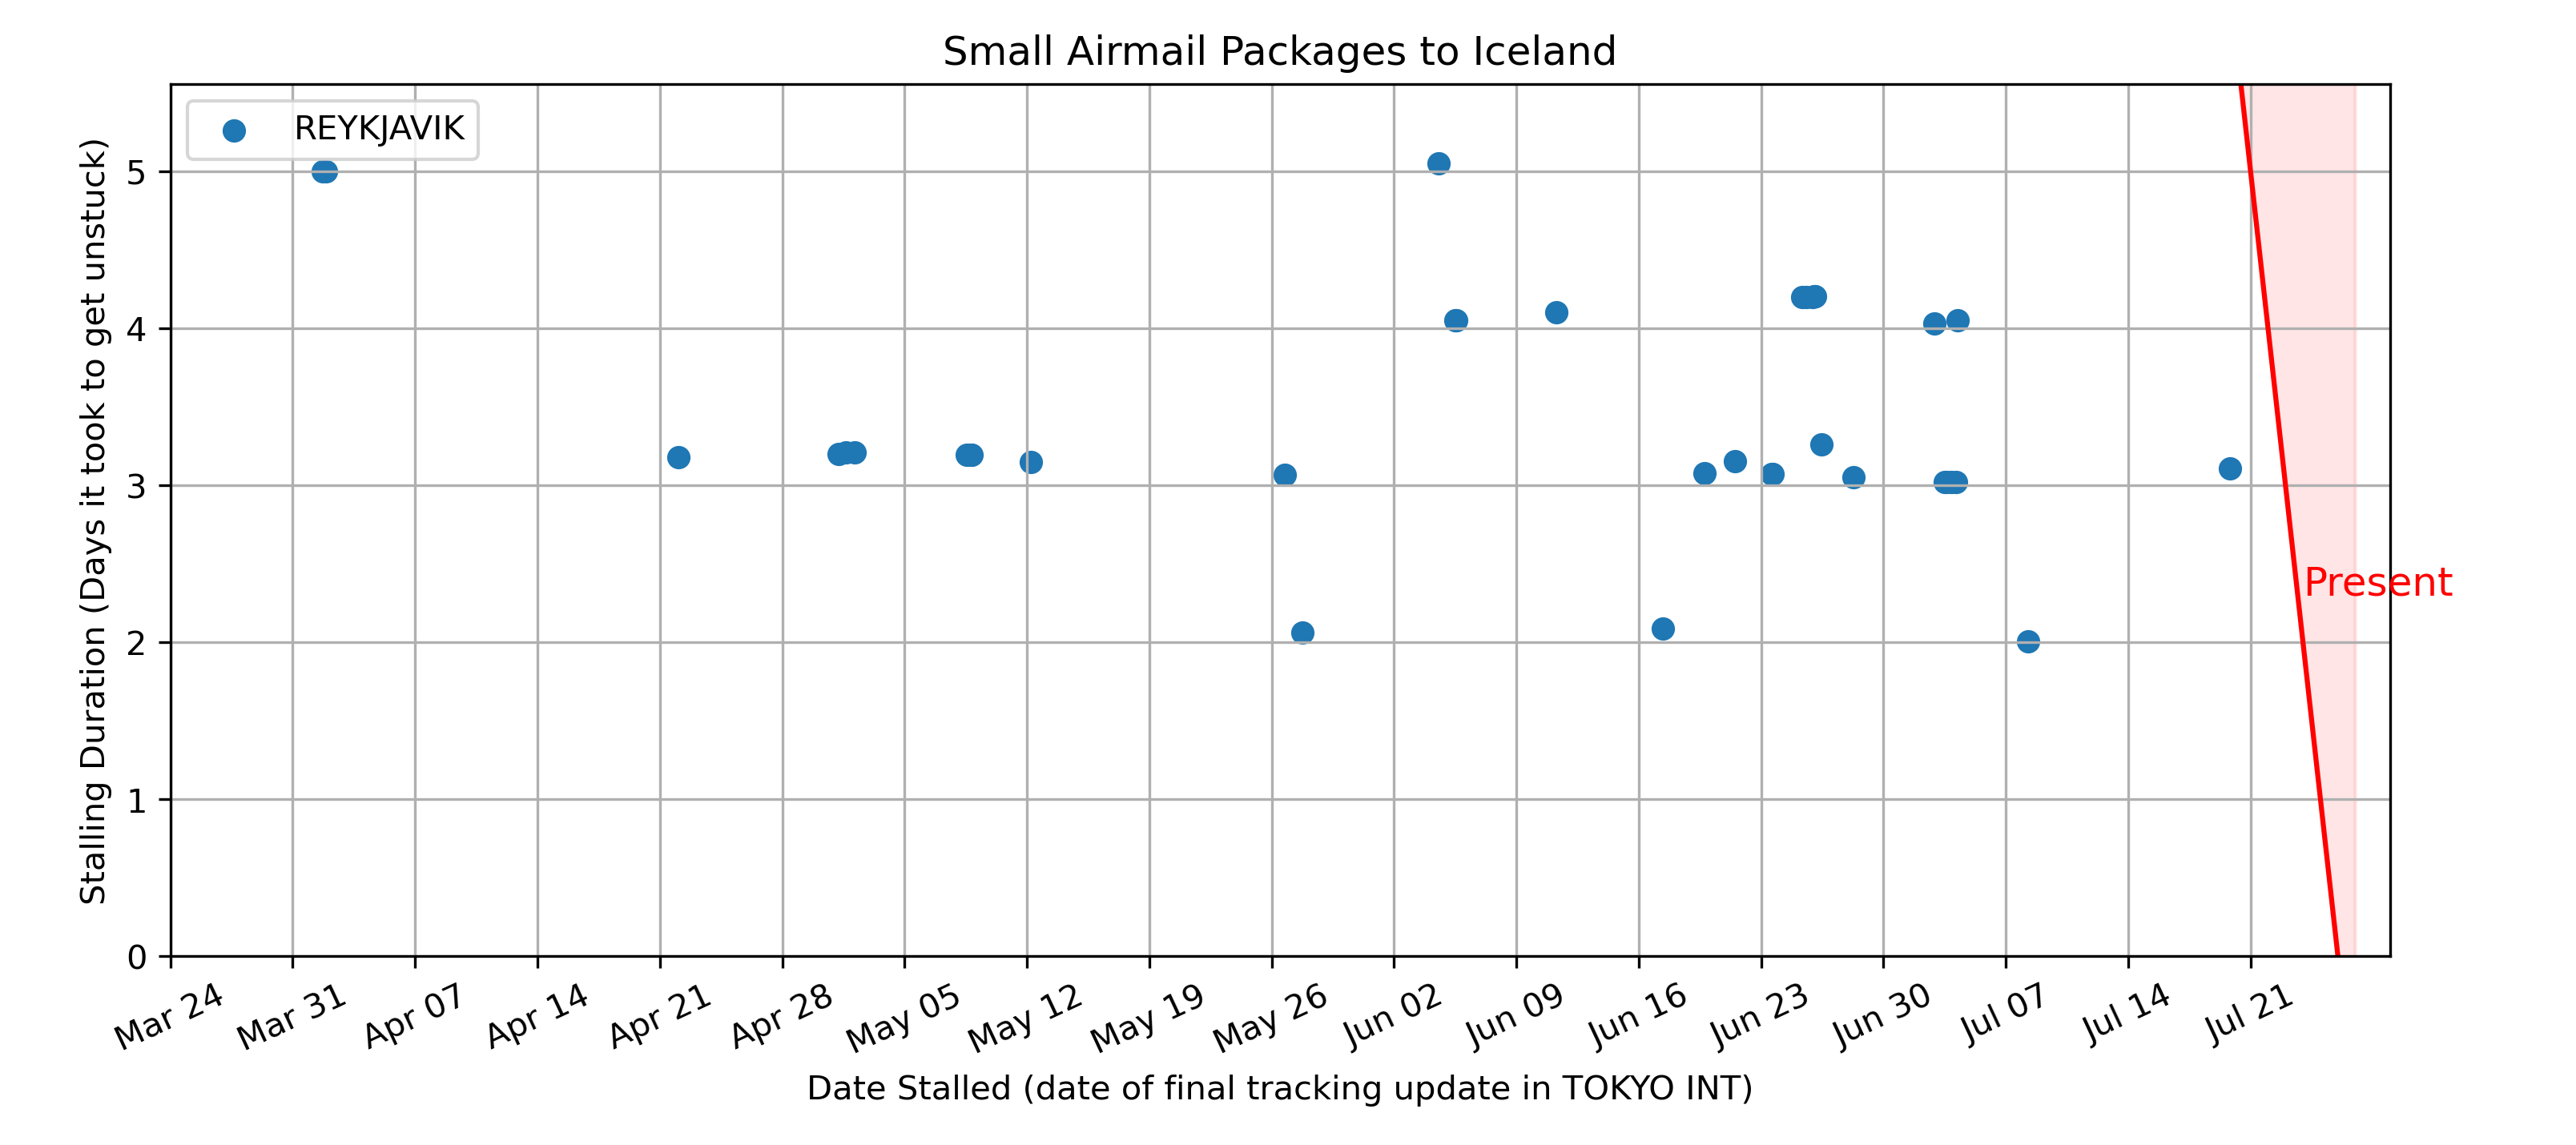 Small Airmail Packages to Iceland
REYKJAVIK
Stalling Duration (Days it took to get unstuck)
5
4
3
2
1
0
Present
Mar 24
Mar 31
Apr 07
Apr 14
Apr 21
Apr 28
May 05
May 12
May 19
May 26
Jun 02
Jun 09
Jun 16
Jun 23
Jun 30
Jul 07
Jul 14
Jul 21
Date Stalled (date of final tracking update in TOKYO INT)